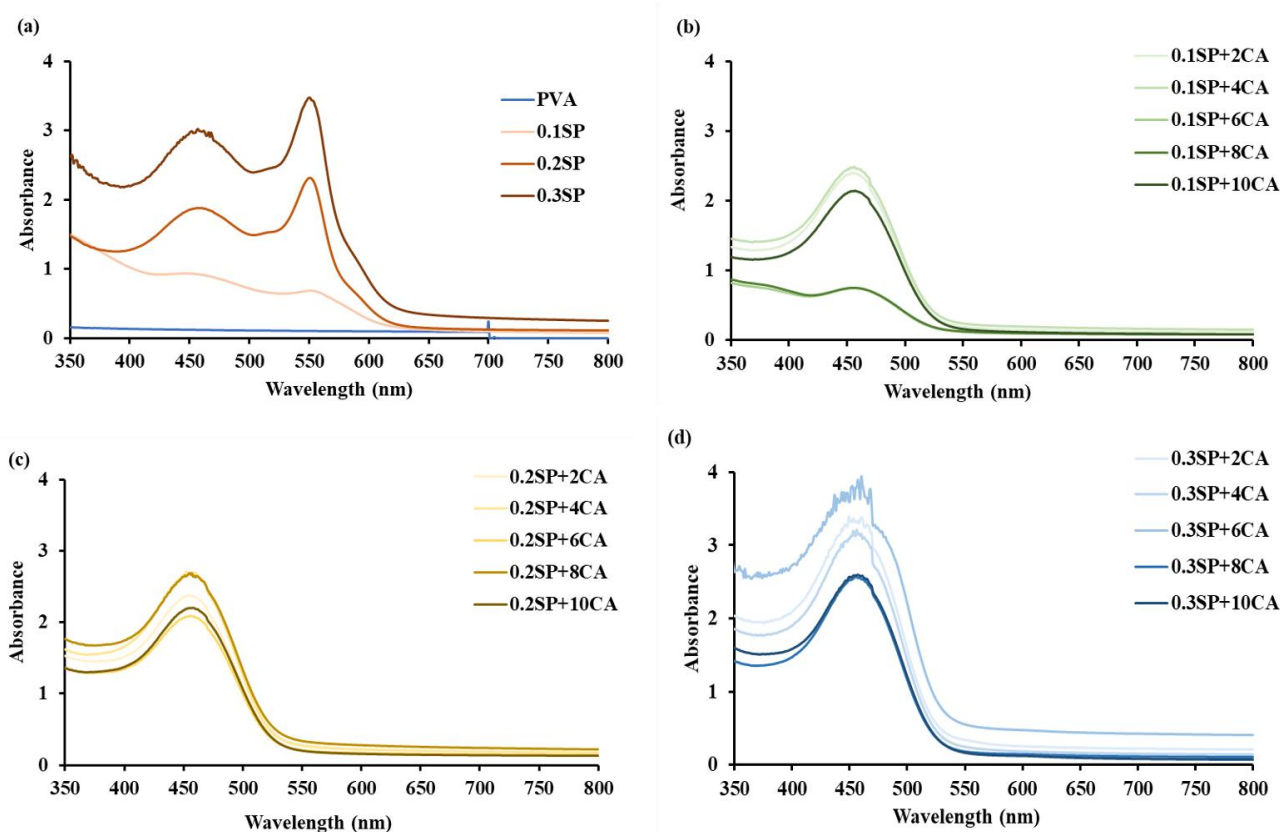 (a)
4
3
2
1
0
Absorbance
350 400 450 500 550 600 650 700 750 800
Wavelength (nm)
PVA
0.1SP
0.2SP
0.3SP
(b)
4
3
2
1
0
Absorbance
350 400 450 500 550 600 650 700 750 800
Wavelength (nm)
0.1SP+2CA
0.1SP+4CA
0.1SP+6CA
0.1SP+8CA
0.1SP+10CA
(c)
4
3
2
1
0
Absorbance
350 400 450 500 550 600 650 700 750 800
Wavelength (nm)
0.2SP+2CA
0.2SP+4CA
0.2SP+6CA
0.2SP+8CA
0.2SP+10CA
(d)
4
3
2
1
0
Absorbance
350 400 450 500 550 600 650 700 750 800
Wavelength (nm)
0.3SP+2CA
0.3SP+4CA
0.3SP+6CA
0.3SP+8CA
0.3SP+10CA